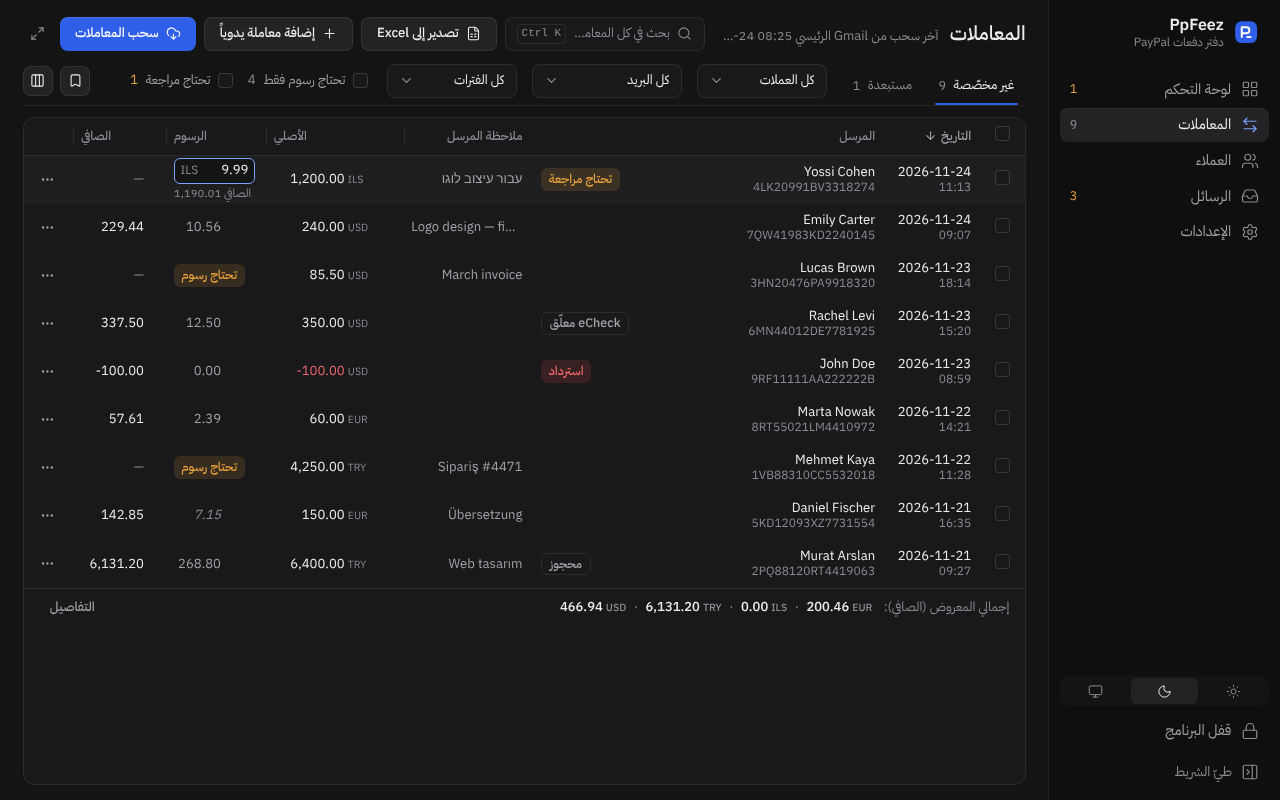 PpFeez
دفتر دفعات PayPal
لوحة التحكم 1
المعاملات 9
العملاء
الرسائل 3
الإعدادات
قفل البرنامج
طيّ الشريط
المعاملات آخر سحب من Gmail الرئيسي 08:25 24-...
بحث في كل المعامـ... Ctrl K
تصدير إلى Excel
إضافة معاملة يدوياً
سحب المعاملات
غير مخصّصة 9 مستبعدة 1
كل العملات
كل البريد
كل الفترات
تحتاج رسوم فقط 4
تحتاج مراجعة 1
التاريخ ↓ المرسل ملاحظة المرسل الأصلي الرسوم الصافي
2026-11-24 Yossi Cohen تحتاج مراجعة עבור עיצוב לוגו 1,200.00 ILS 9.99 ILS —
11:13 4LK20991BV3318274 الصافي 1,190.01
2026-11-24 Emily Carter Logo design — fi... 240.00 USD 10.56 229.44
09:07 7QW41983KD2240145
2026-11-23 Lucas Brown March invoice 85.50 USD تحتاج رسوم —
18:14 3HN20476PA9918320
2026-11-23 Rachel Levi eCheck معلّق 350.00 USD 12.50 337.50
15:20 6MN44012DE7781925
2026-11-23 John Doe استرداد -100.00 USD 0.00 -100.00
08:59 9RF11111AA222222B
2026-11-22 Marta Nowak 60.00 EUR 2.39 57.61
14:21 8RT55021LM4410972
2026-11-22 Mehmet Kaya Sipariş #4471 4,250.00 TRY تحتاج رسوم —
11:28 1VB88310CC5532018
2026-11-21 Daniel Fischer Übersetzung 150.00 EUR 7.15 142.85
16:35 5KD12093XZ7731554
2026-11-21 Murat Arslan محجوز Web tasarım 6,400.00 TRY 268.80 6,131.20
09:27 2PQ88120RT4419063
إجمالي المعروض (الصافي): 200.46 EUR · 0.00 ILS · 6,131.20 TRY · 466.94 USD التفاصيل